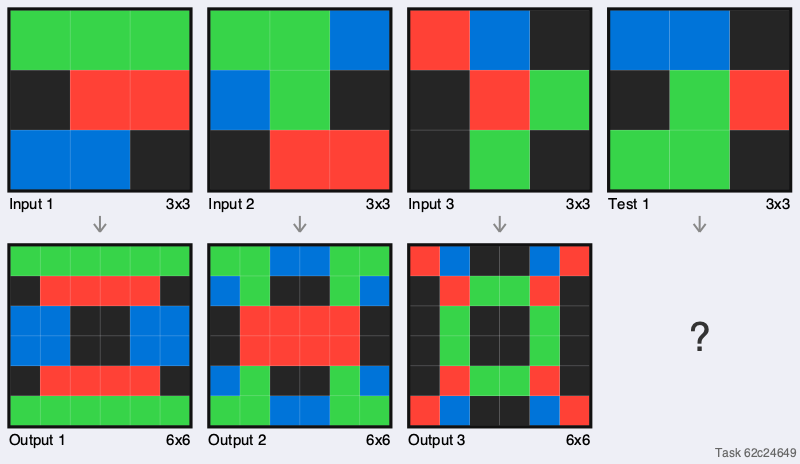 Input 1 3x3
Input 2 3x3
Input 3 3x3
Test 1 3x3
Output 1 6x6
Output 2 6x6
Output 3 6x6
?
Task 62c24649